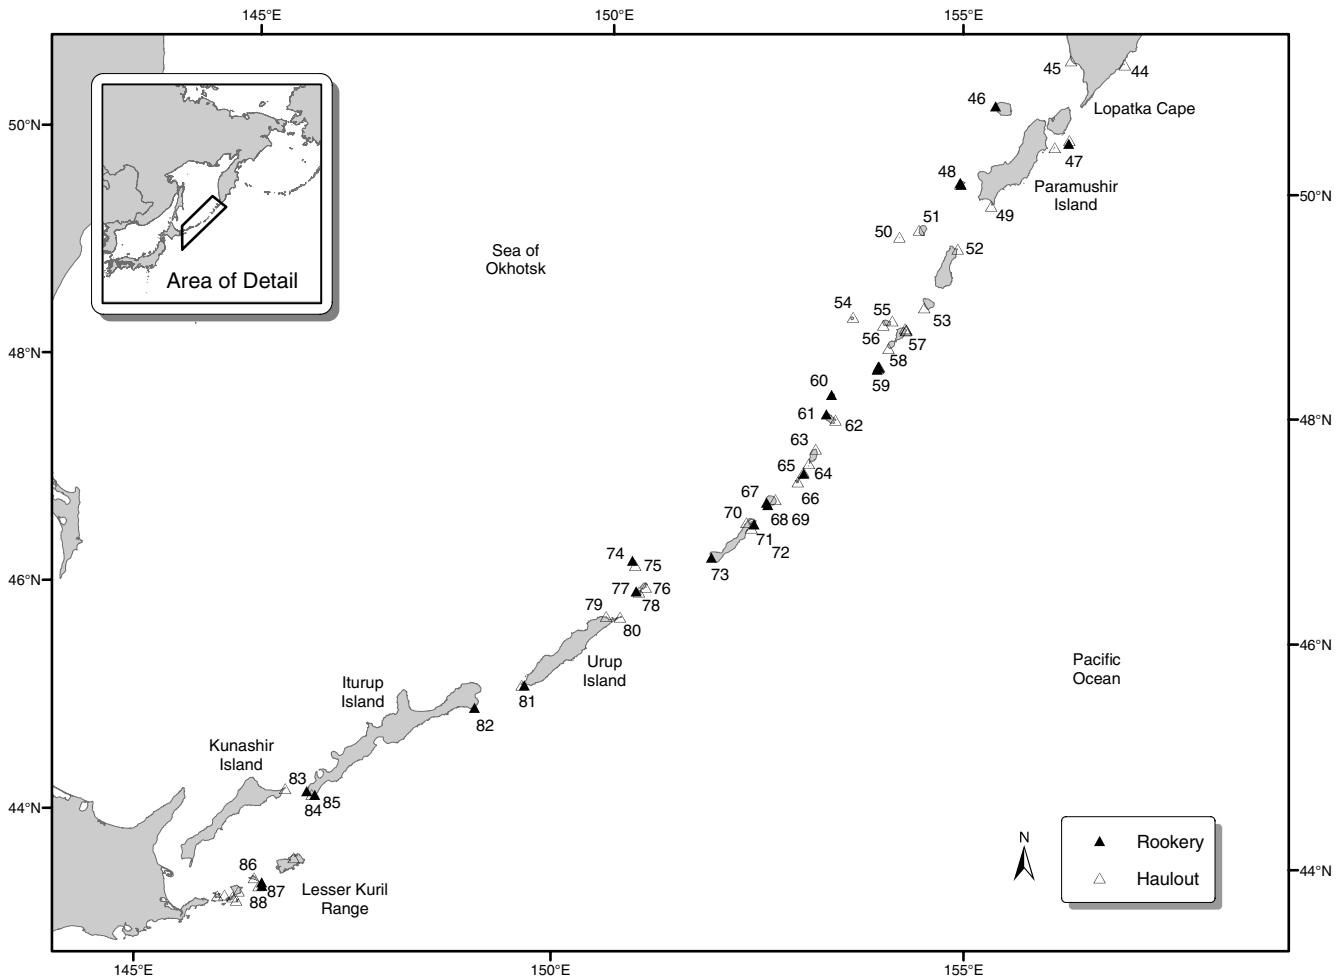 145°E
150°E
155°E
45
44
46
Lopatka Cape
50°N
47
48
Paramushir
Island
50°N
49
51
50
52
Sea of
Okhotsk
Area of Detail
54
55
53
56
57
58
48°N
59
60
61
62
48°N
63
65
64
66
67
68
69
70
71
72
73
74
75
46°N
77
76
78
79
80
46°N
Urup
Island
Pacific
Ocean
81
Iturup
Island
82
Kunashir
Island
83
84
85
44°N
N
Rookery
Haulout
86
87
88
Lesser Kuril
Range
44°N
145°E
150°E
155°E